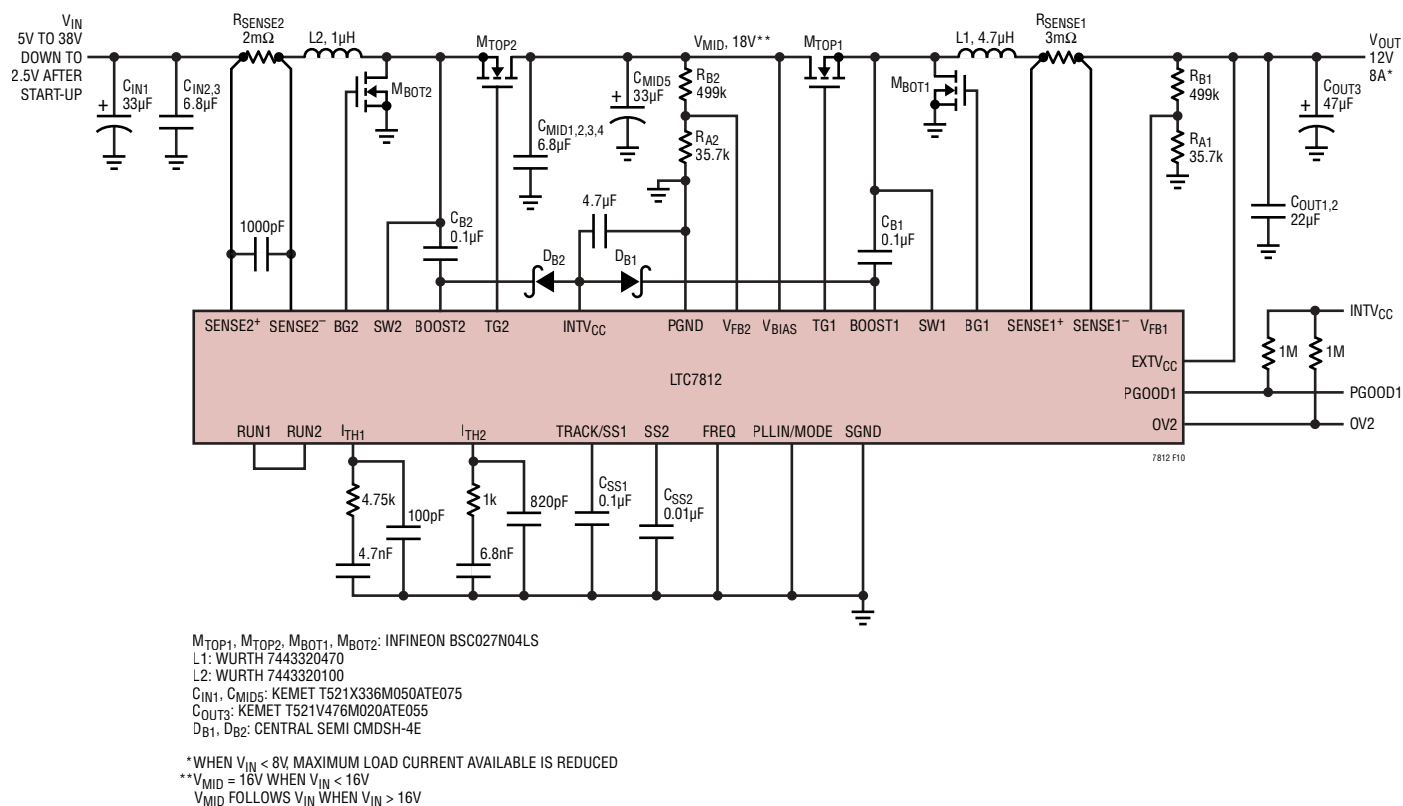 VIN
5V TO 38V
DOWN TO
2.5V AFTER
START-UP
RSENSE2
2mΩ
L2, 1µH
MTOP2
VMID, 18V**
MTOP1
L1, 4.7µH
RSENSE1
3mΩ
VOUT
12V
8A*
CIN1
33µF
CIN2,3
6.8µF
MBOT2
CMID1,2,3,4
6.8µF
CMID5
33µF
RB2
499k
RA2
35.7k
MBOT1
RB1
499k
RA1
35.7k
COUT3
47µF
COUT1,2
22µF
+
+
+
1000pF
CB2
0.1µF
4.7µF
DB2
DB1
CB1
0.1µF
SENSE2+
SENSE2–
BG2
SW2
BOOST2
TG2
INTVCC
PGND
VFB2
VBIAS
TG1
BOOST1
SW1
BG1
SENSE1+
SENSE1–
VFB1
LTC7812
EXTVCC
PGOOD1
OV2
1M
1M
INTVCC
PGOOD1
OV2
RUN1
RUN2
ITH1
ITH2
TRACK/SS1
SS2
FREQ
PLLIN/MODE
SGND
7812 F10
4.75k
100pF
4.7nF
1k
820pF
6.8nF
CSS1
0.1µF
CSS2
0.01µF
MTOP1, MTOP2, MBOT1, MBOT2: INFINEON BSC027N04LS
L1: WURTH 7443320470
L2: WURTH 7443320100
CIN1, CMID5: KEMET T521X336M050ATE075
COUT3: KEMET T521V476M020ATE055
DB1, DB2: CENTRAL SEMI CMDSH-4E
*WHEN VIN < 8V, MAXIMUM LOAD CURRENT AVAILABLE IS REDUCED
**VMID = 16V WHEN VIN < 16V
VMID FOLLOWS VIN WHEN VIN > 16V